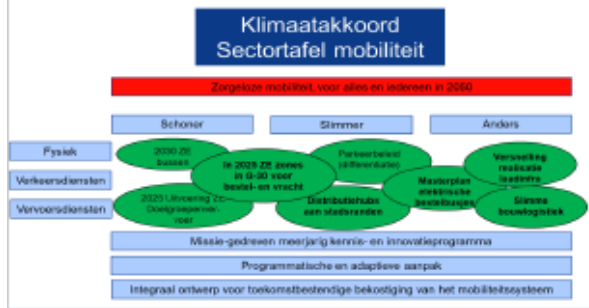 Klimaatakkoord
Sectortafel mobiliteit
Zorgeloze mobiliteit, voor alles en iedereen in 2050
Schoner
Slimmer
Anders
Fysiek
Verkeersdiensten
Vervoersdiensten
2030 ZE
bussen
In 2025 ZE zones
in G-30 voor
bestel- en vracht
Parkeerbeleid
(differentiatie)
Versnelling
realisatie
laadinfra
Masterplan
elektrische
bestelbusjes
2025 Uitvoering ZE
Doelgroepenver-
voer
Distributiehubs
aan stadsranden
Slimme
bouwlogistiek
Missie-gedreven meerjarig kennis- en innovatieprogramma
Programmatische en adaptieve aanpak
Integraal ontwerp voor toekomstbestendige bekostiging van het mobiliteitssysteem